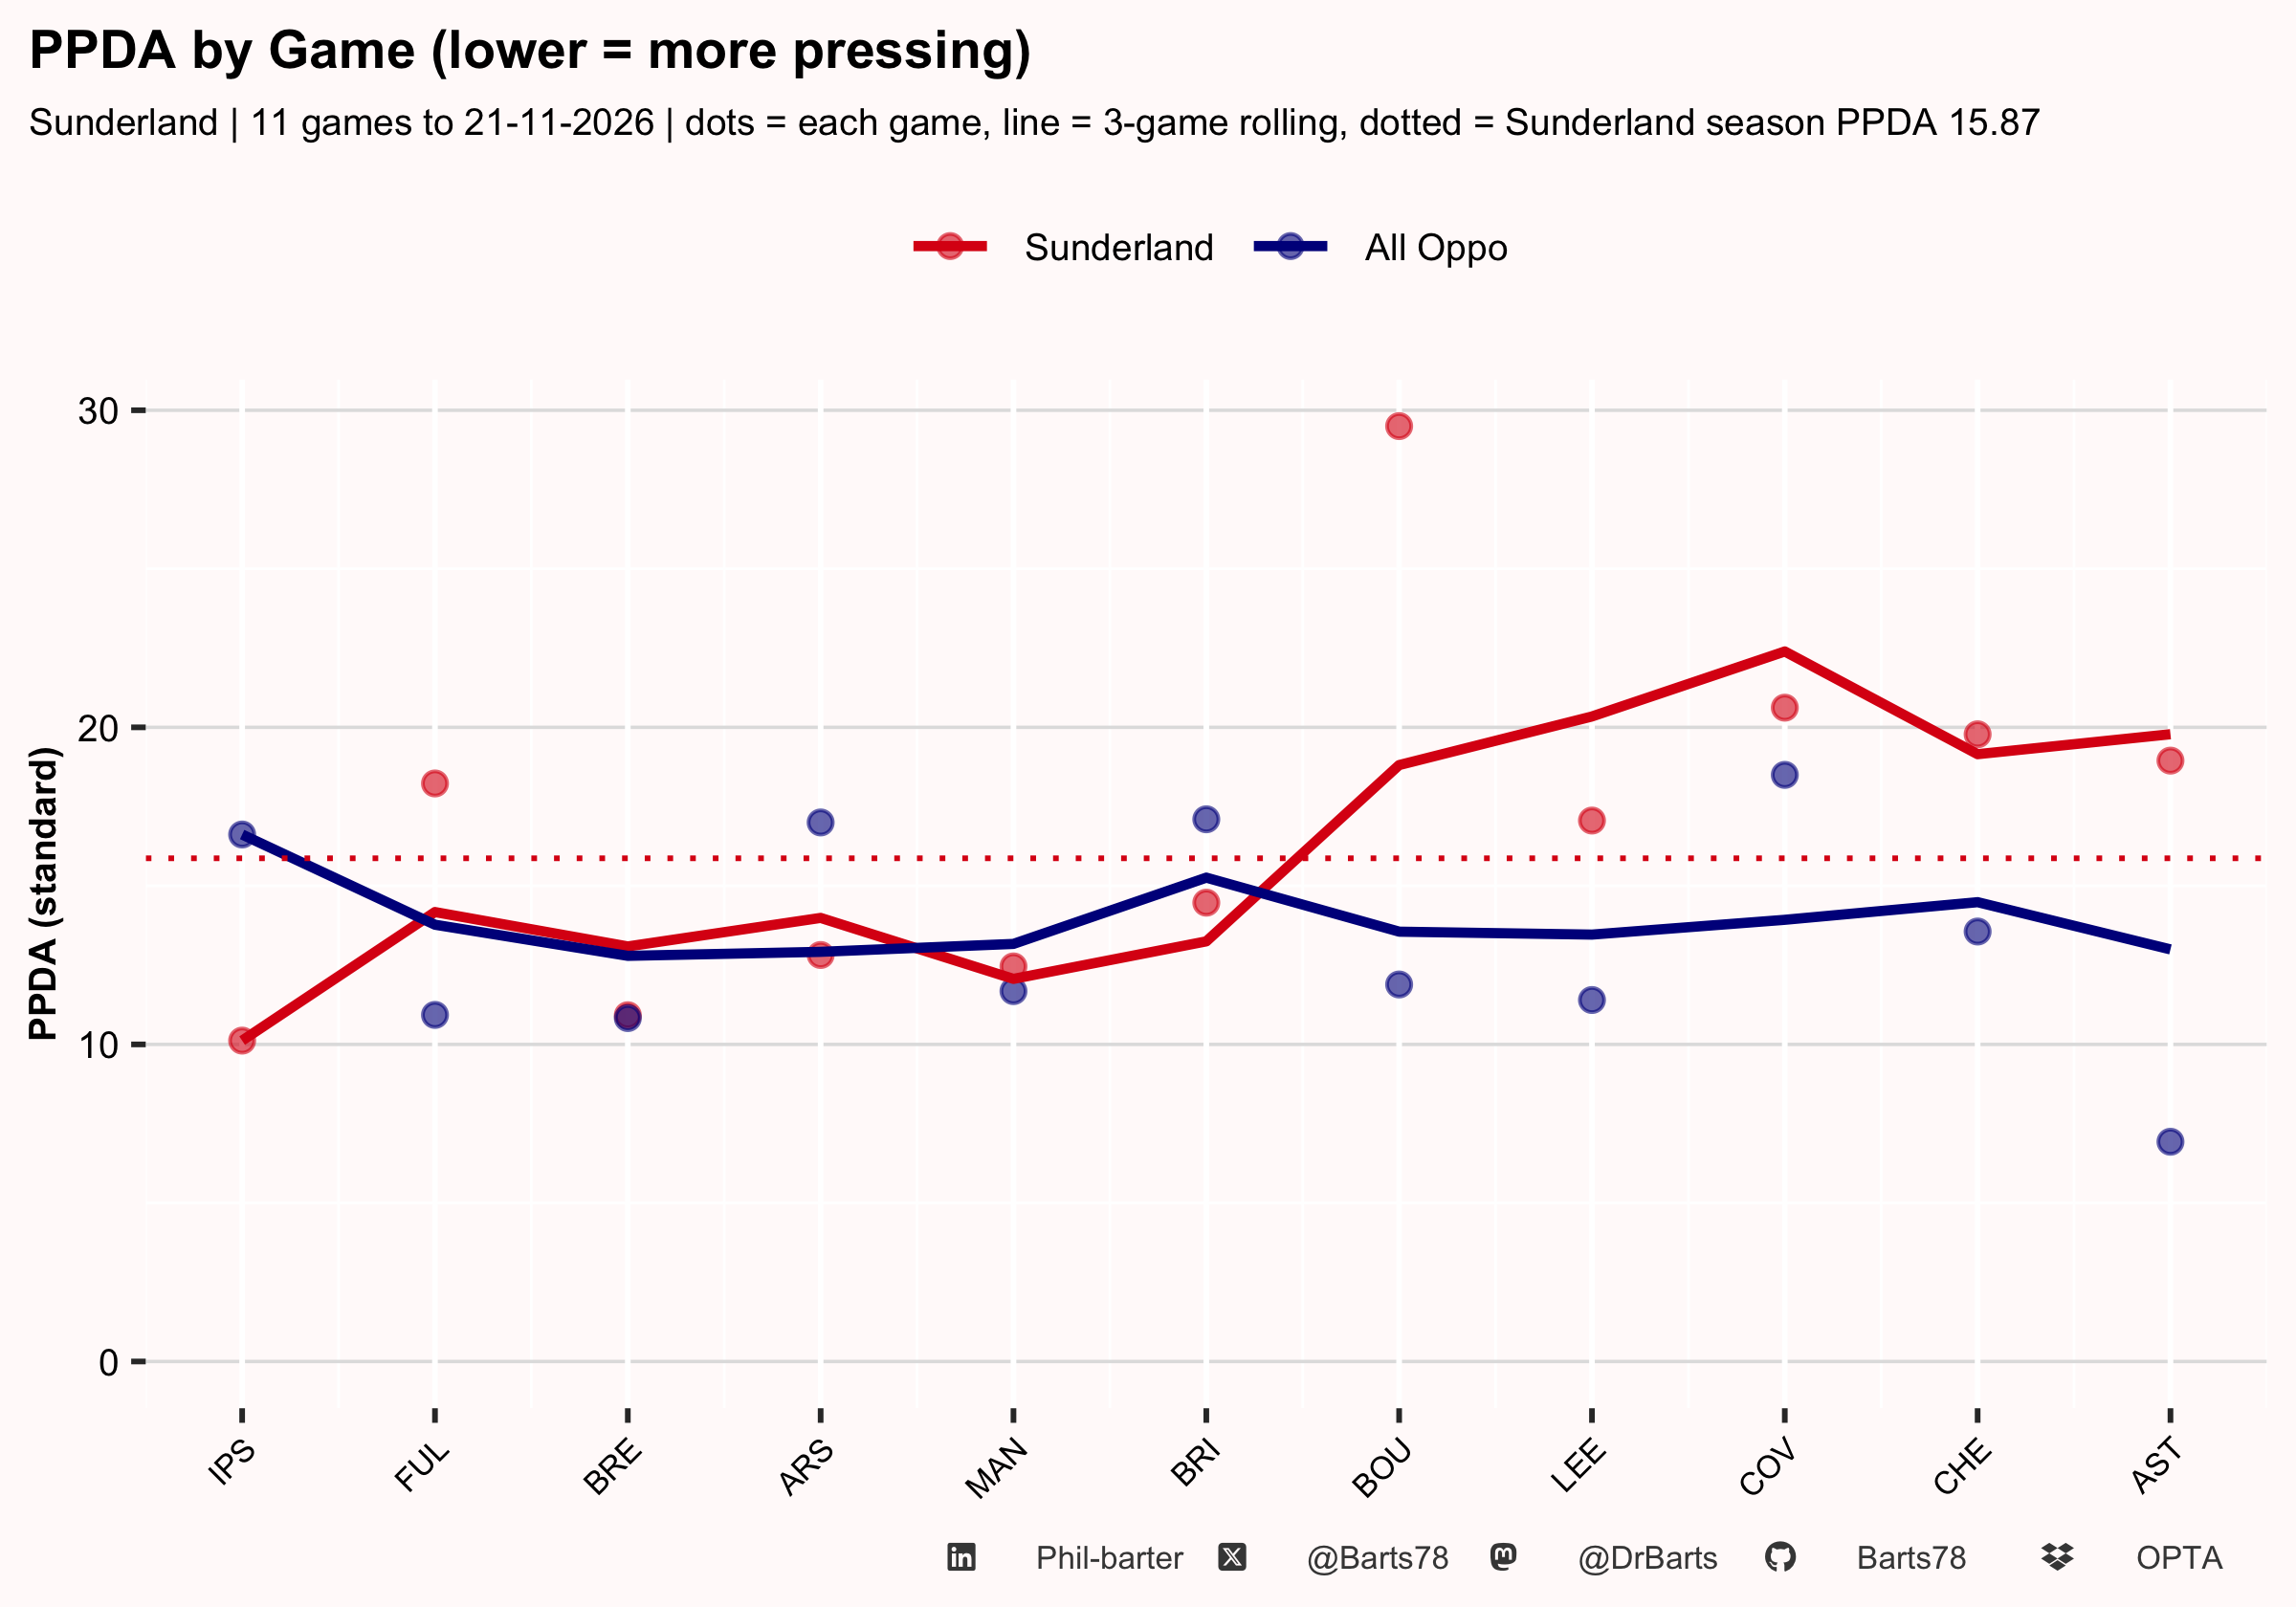 PPDA by Game (lower = more pressing)
Sunderland | 11 games to 21-11-2026 | dots = each game, line = 3-game rolling, dotted = Sunderland season PPDA 15.87
Sunderland All Oppo
PPDA (standard)
30
20
10
0
IPS FUL BRE ARS MAN BRI BOU LEE COV CHE AST
Phil-barter @Barts78 @DrBarts Barts78 OPTA